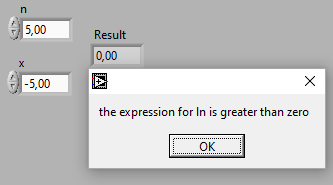 n
5,00
Result
0,00
x
-5,00
the expression for ln is greater than zero
OK